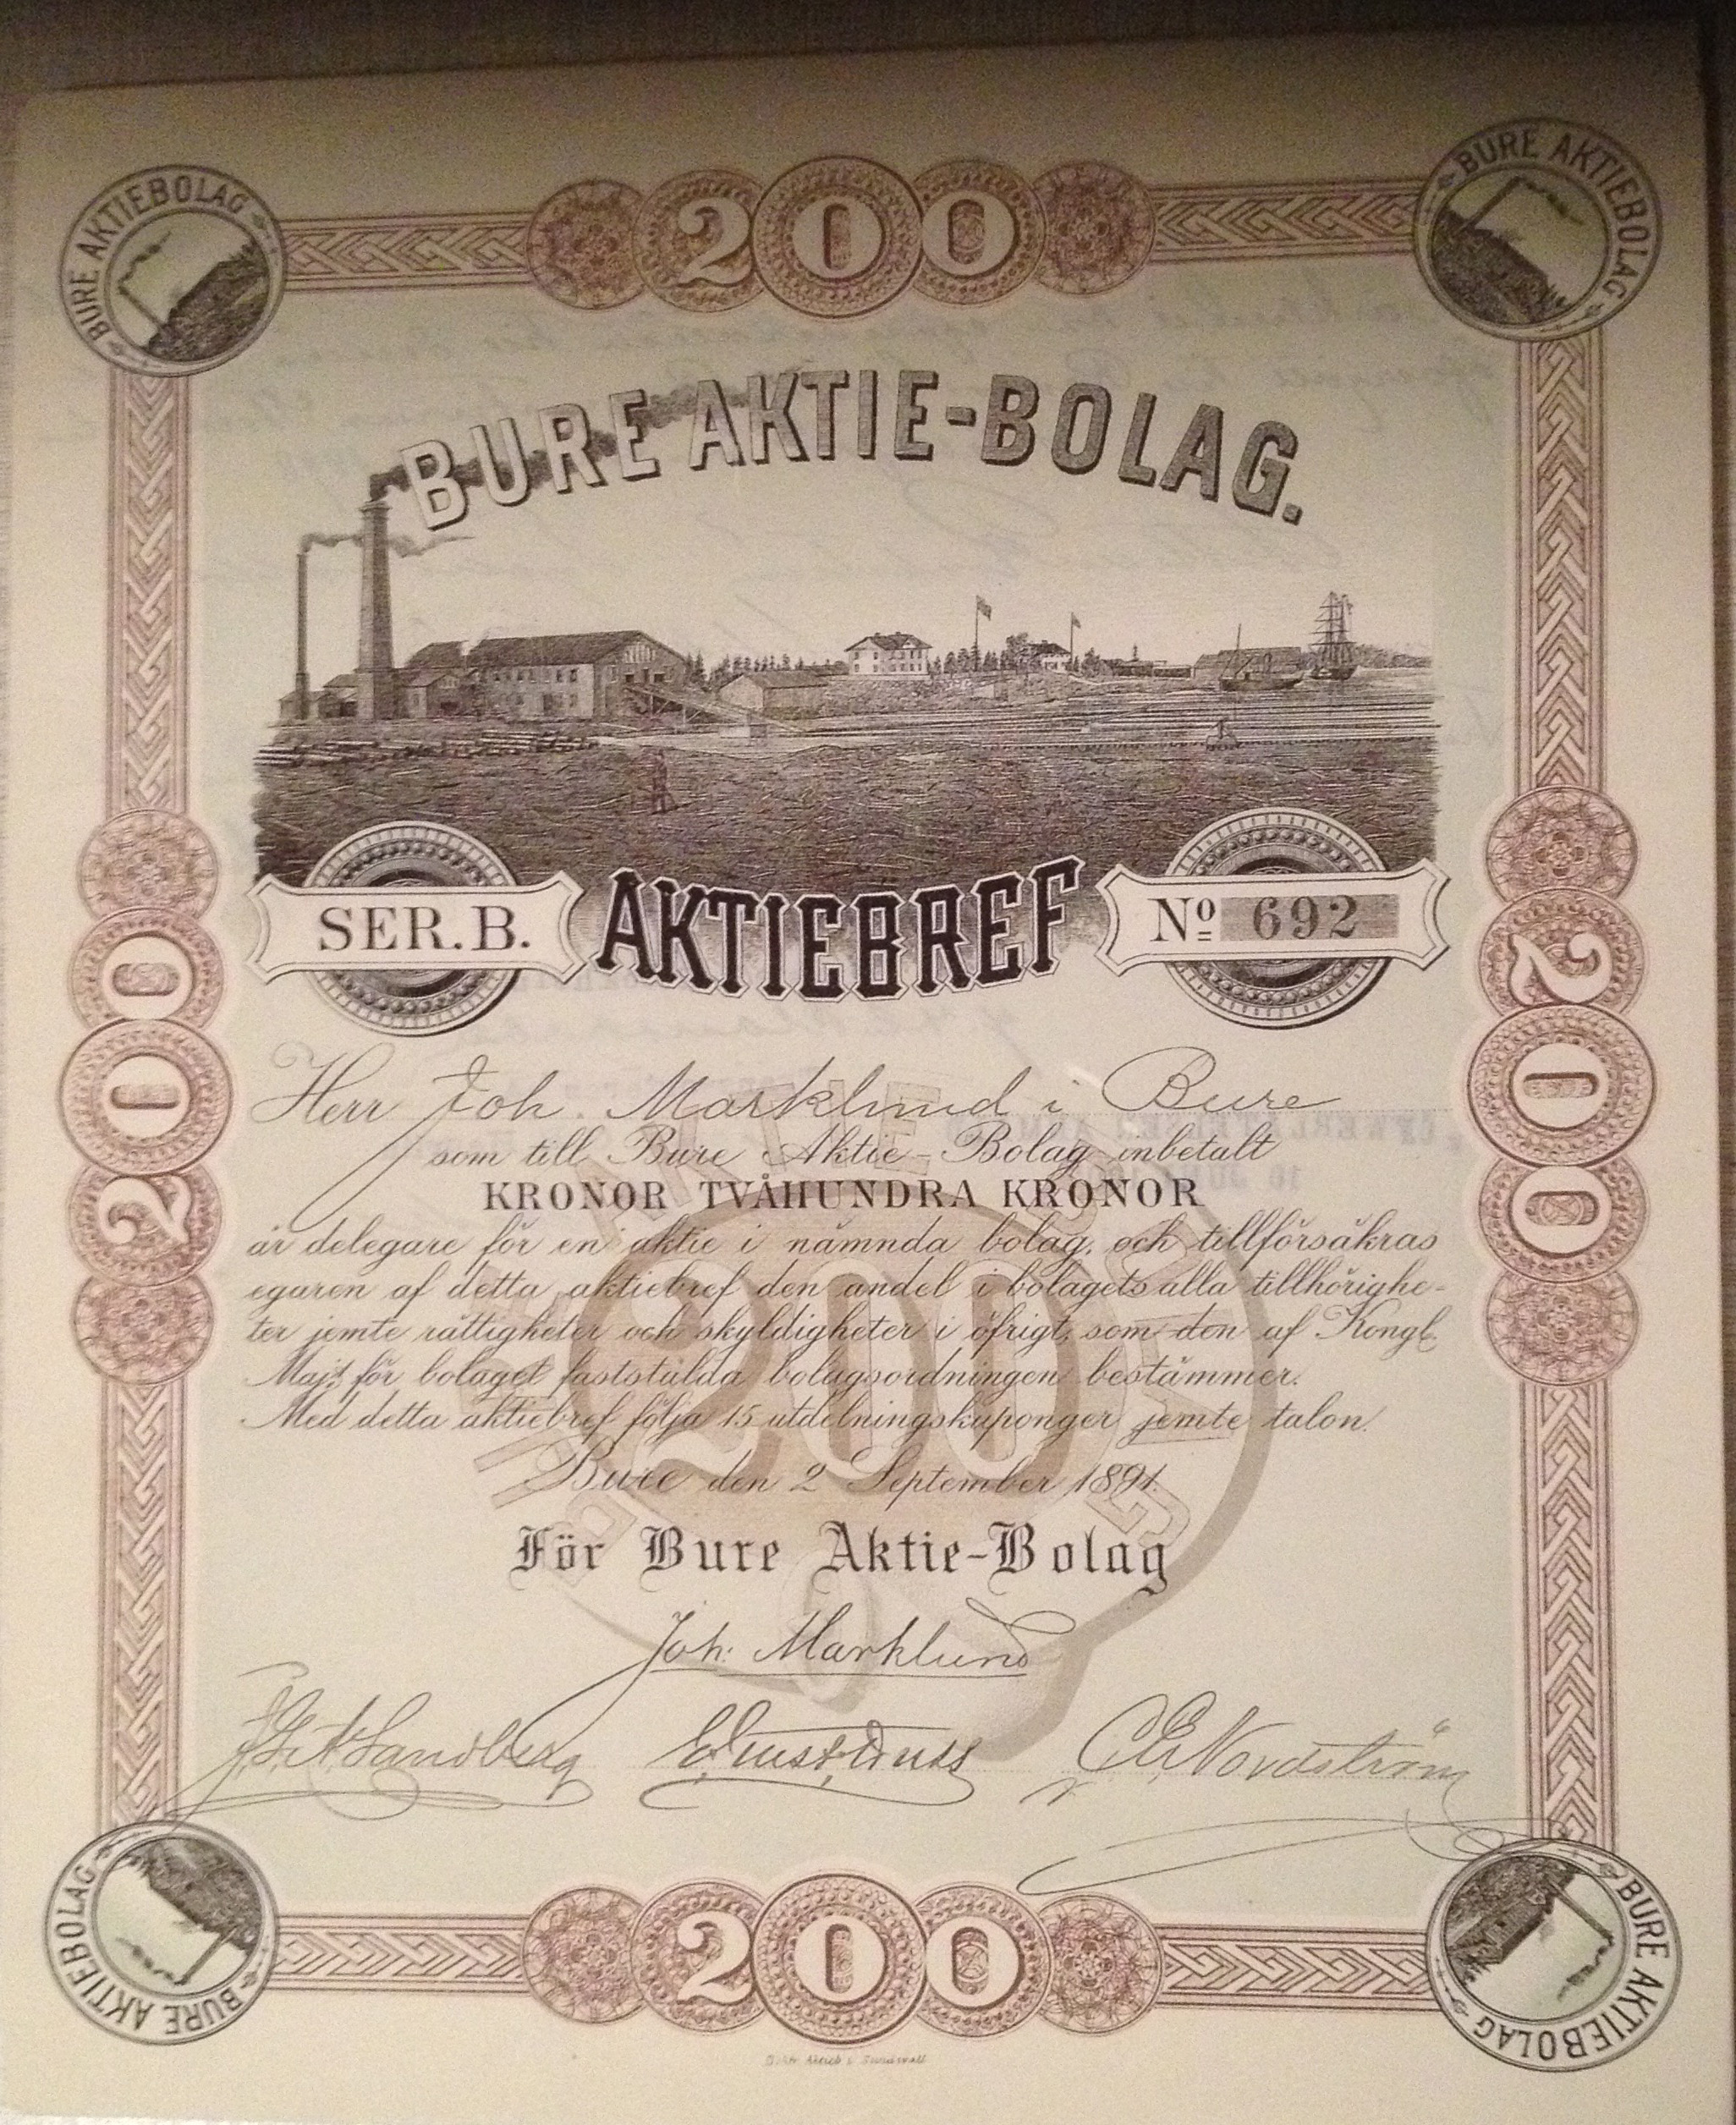 BURE AKTIEBOLAG
200
BURE AKTIEBOLAG
BURE AKTIE-BOLAG.
SER. B.
AKTIEBREF
Nº 692
200
200
Herr Joh. Marklund i Bure
som till Bure Aktie-Bolag inbetalt
KRONOR TVÅHUNDRA KRONOR
är delegare för en aktie i nämnda bolag, och tillförsäkras
egaren af detta aktiebref den andel i bolagets alla tillhörighe-
ter jemte rättigheter och skyldigheter i öfrigt, som den af Kongl.
Maj:t för bolaget faststälda bolagsordningen bestämmer.
Med detta aktiebref följa 15 utdelningskuponger jemte talon.
200
Bure den 2 September 1891.
För Bure Aktie-Bolag
Joh: Marklund
Sandberg
C E Nordström
BURE AKTIEBOLAG
200
BURE AKTIEBOLAG
Sundsvall